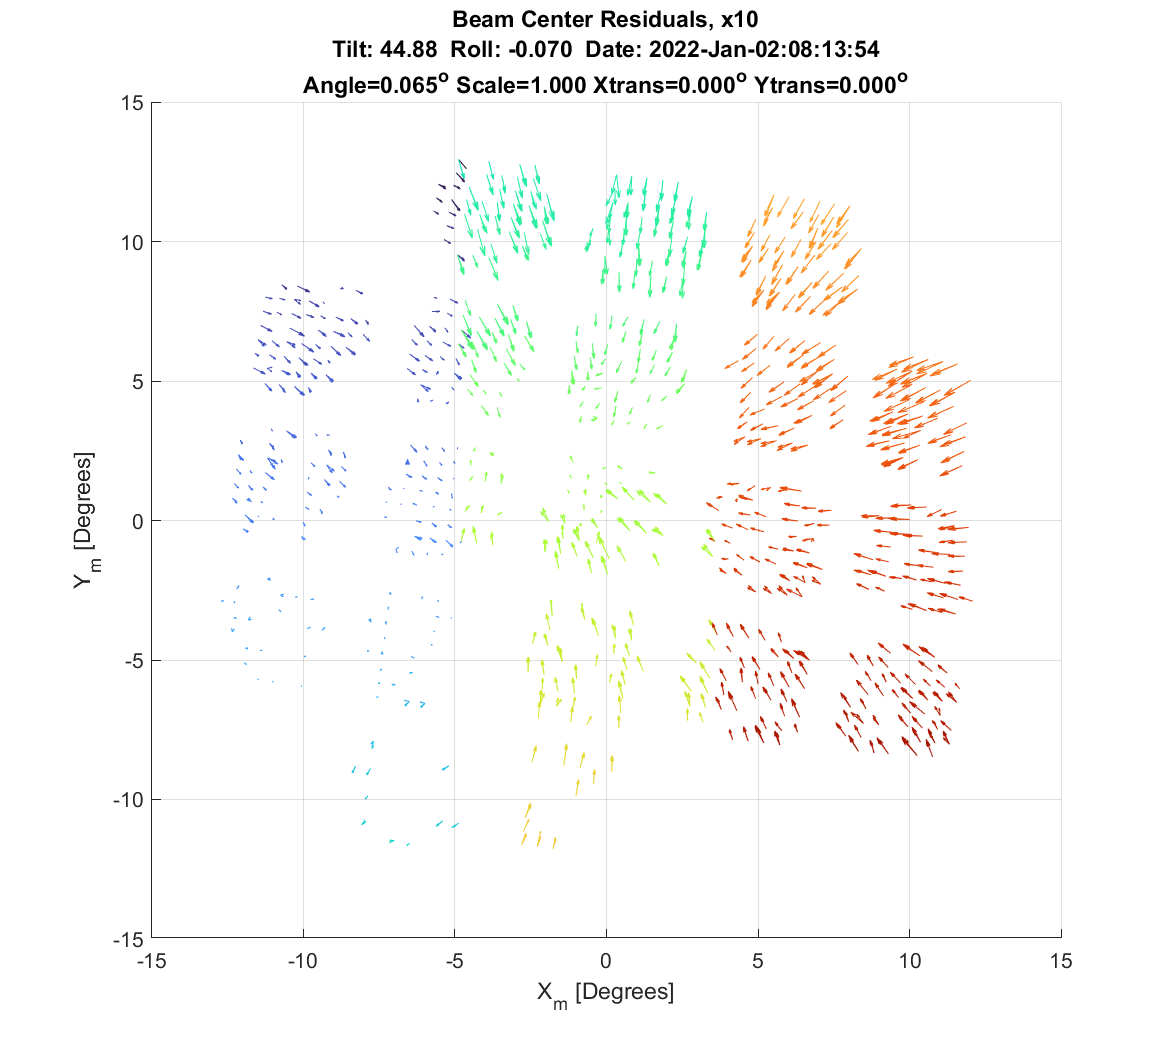 Beam Center Residuals, x10
Tilt: 44.88 Roll: -0.070 Date: 2022-Jan-02:08:13:54
Angle=0.065° Scale=1.000 Xtrans=0.000° Ytrans=0.000°
15
10
5
0
-5
-10
-15
Y_m [Degrees]
-15 -10 -5 0 5 10 15
X_m [Degrees]